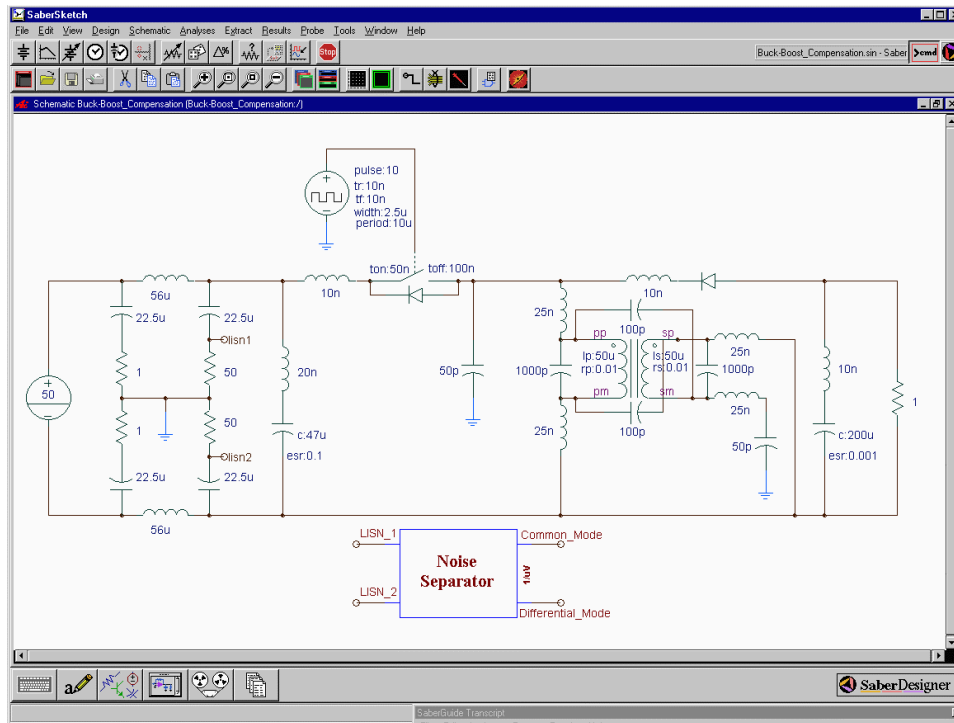 SaberSketch
File Edit View Design Schematic Analyses Extract Results Probe Tools Window Help
Δ%
Stop
Buck-Boost_Compensation.sin - Saber
>cmd
Schematic Buck-Boost_Compensation (Buck-Boost_Compensation:/)
pulse:10
tr:10n
tf:10n
width:2.5u
period:10u
ton:50n
toff:100n
56u
10n
10n
22.5u
22.5u
25n
100p
pp
sp
lisn1
1
50
20n
50p
1000p
lp:50u
rp:0.01
ls:50u
rs:0.01
25n
1000p
10n
50
1
50
pm
sm
25n
1
25n
100p
c:47u
esr:0.1
50p
c:200u
esr:0.001
lisn2
22.5u
22.5u
56u
LISN_1
Common_Mode
Noise
Separator
1/uA
LISN_2
Differential_Mode
a
SaberDesigner
SaberGuide Transcript